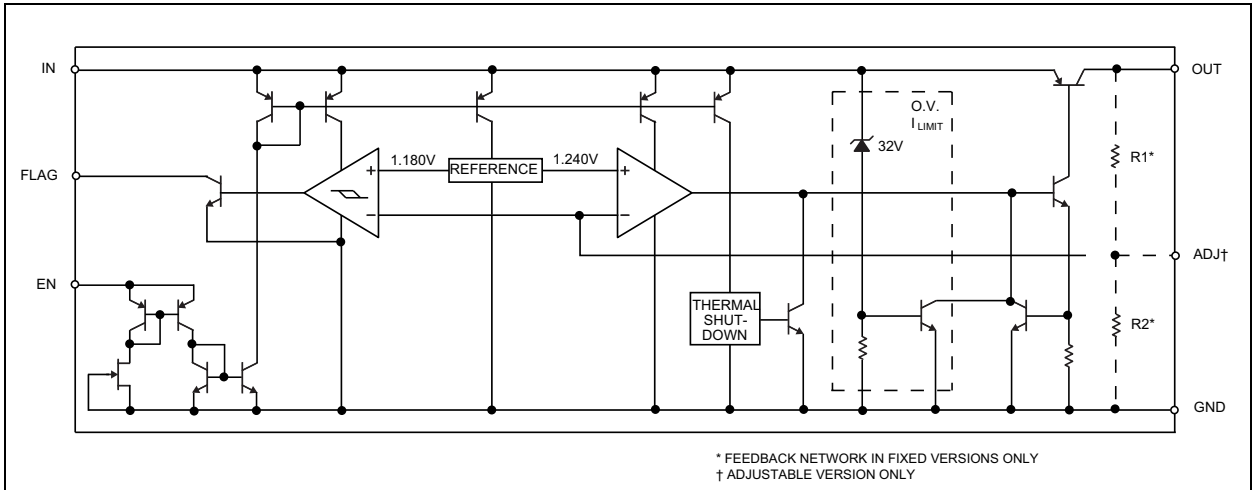 IN
OUT
O.V.
I LIMIT
32V
R1*
FLAG
+
1.180V
REFERENCE
1.240V
+
−
−
ADJ†
EN
THERMAL
SHUT-
DOWN
R2*
GND
* FEEDBACK NETWORK IN FIXED VERSIONS ONLY
† ADJUSTABLE VERSION ONLY